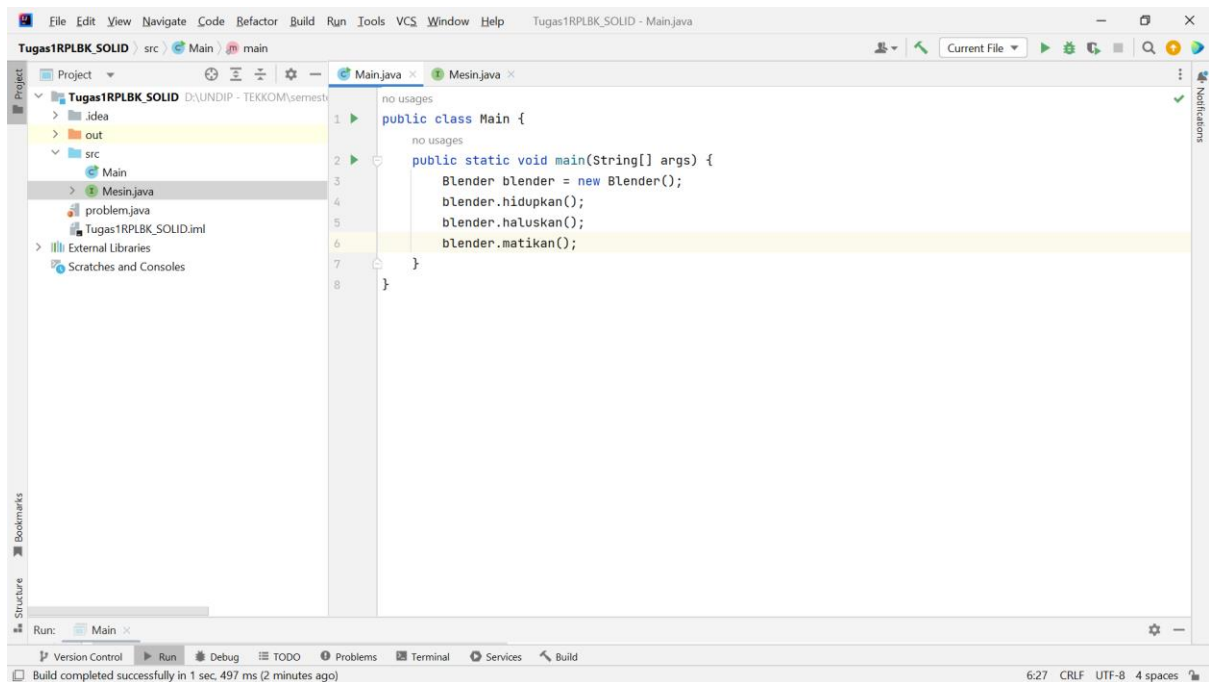 File Edit View Navigate Code Refactor Build Run Tools VCS Window Help Tugas1RPLBK_SOLID - Main.java
Tugas1RPLBK_SOLID src Main main Current File
Project
Project
Main.java Mesin.java
Notifications
Tugas1RPLBK_SOLID D:\UNDIP - TEKKOM\semest
.idea
out
src
Main
Mesin.java
problem.java
Tugas1RPLBK_SOLID.iml
External Libraries
Scratches and Consoles
no usages
1 public class Main {
no usages
2 public static void main(String[] args) {
3 Blender blender = new Blender();
4 blender.hidupkan();
5 blender.haluskan();
6 blender.matikan();
7 }
8 }
Bookmarks
Structure
Run: Main
Version Control Run Debug TODO Problems Terminal Services Build
Build completed successfully in 1 sec, 497 ms (2 minutes ago) 6:27 CRLF UTF-8 4 spaces